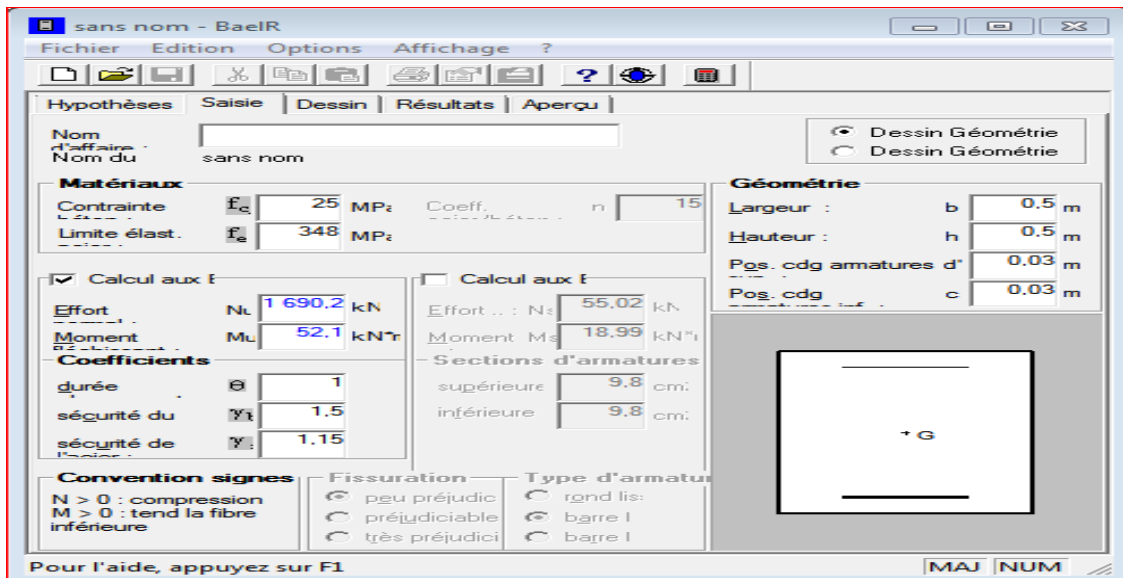 sans nom - BaelR
Fichier Edition Options Affichage ?
Hypothèses Saisie Dessin Résultats Aperçu
Nom
d'affaire :
Nom du sans nom
Dessin Géométrie
Dessin Géométrie
Matériaux
Contrainte fc 25 MPa
Coeff. n 15
Limite élast. fe 348 MPa
Géométrie
Largeur : b 0.5 m
Hauteur : h 0.5 m
Pos. cdg armatures d' 0.03 m
Pos. cdg c 0.03 m
Calcul aux E
Effort Nu 1 690,2 kN
Moment Mu 52,1 kN*m
Calcul aux E
Effort .. : Ns 55,02 kN
Moment Ms 18,99 kN*m
Coefficients
durée θ 1
sécurité du γb 1.5
sécurité de γ 1.15
l'acier :
Sections d'armatures
supérieure 9.8 cm²
inférieure 9.8 cm²
Convention signes
N > 0 : compression
M > 0 : tend la fibre
inférieure
Fissuration
peu préjudic
préjudiciable
très préjudici
Type d'armatu
rond lis
barre
barre
+ G
Pour l'aide, appuyez sur F1
MAJ NUM